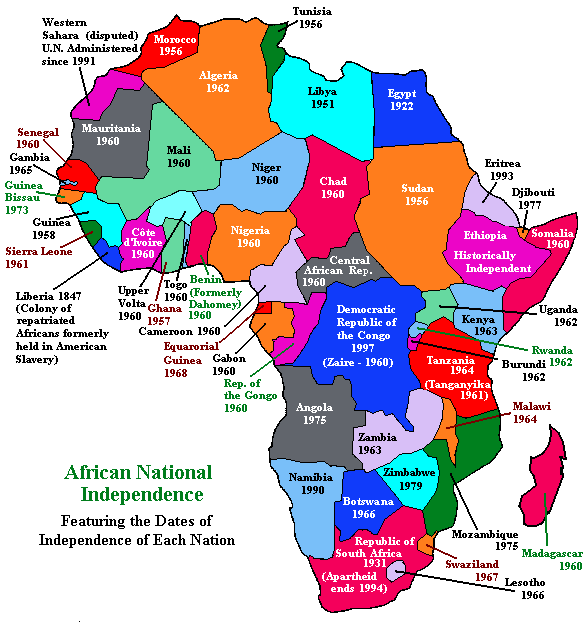 Western
Sahara (disputed)
U.N. Administered
since 1991
Morocco
1956
Tunisia
1956
Algeria
1962
Libya
1951
Egypt
1922
Mauritania
1960
Mali
1960
Niger
1960
Chad
1960
Sudan
1956
Eritrea
1993
Djibouti
1977
Somalia
1960
Ethiopia
Historically
Independent
Senegal
1960
Gambia
1965
Guinea
Bissau
1973
Guinea
1958
Sierra Leone
1961
Liberia 1847
(Colony of
repatriated
Africans formerly
held in American
Slavery)
Côte
d'Ivoire
1960
Upper
Volta
1960
Ghana
1957
Togo
1960
Benin
(Formerly
Dahomey)
1960
Nigeria
1960
Cameroon 1960
Central
African Rep.
1960
Equarorial
Guinea
1968
Gabon
1960
Rep. of
the Gongo
1960
Democratic
Republic of
the Congo
1997
(Zaire - 1960)
Uganda
1962
Kenya
1963
Rwanda
1962
Burundi
1962
Tanzania
1964
(Tanganyika
1961)
Malawi
1964
Angola
1975
Zambia
1963
Zimbabwe
1979
Namibia
1990
Botswana
1966
Mozambique
1975
Madagascar
1960
Republic of
South Africa
1931
(Apartheid
ends 1994)
Swaziland
1967
Lesotho
1966
African National
Independence
Featuring the Dates of
Independence of Each Nation